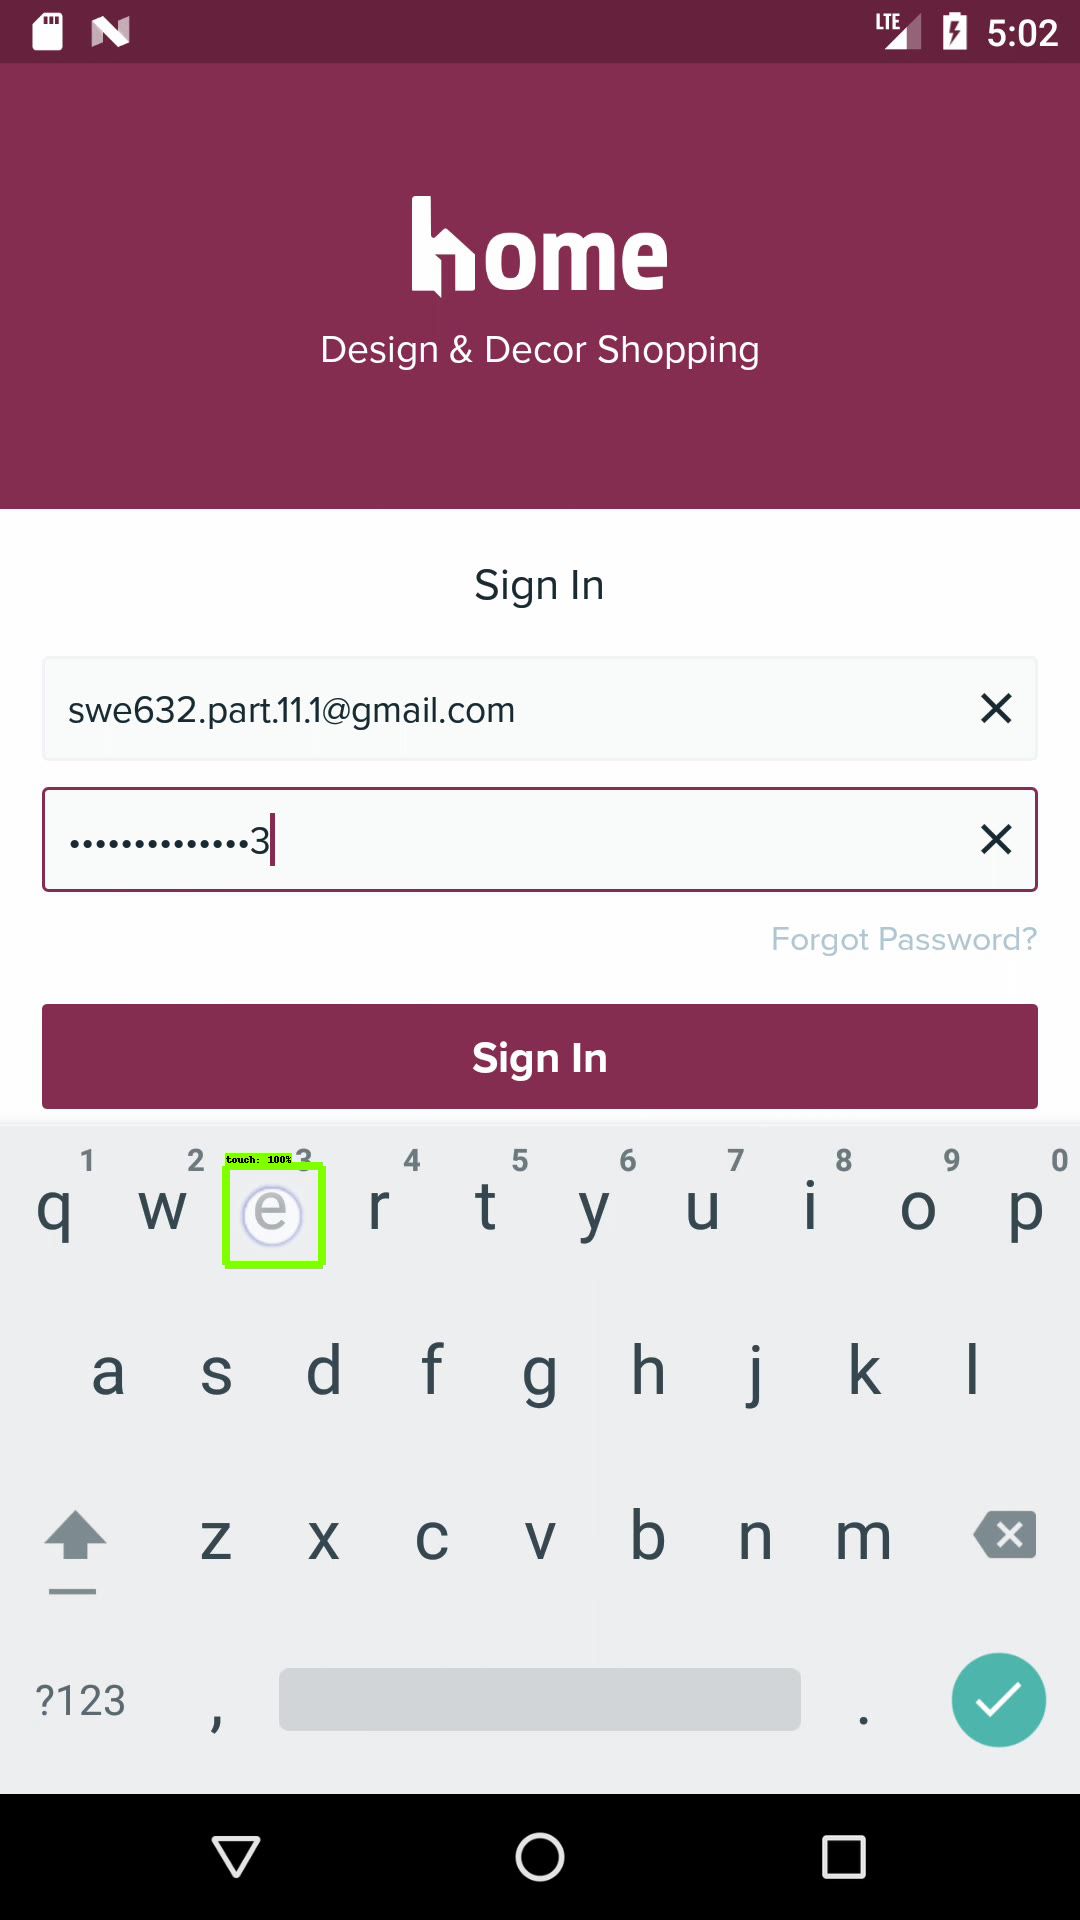 LTE 5:02
home
Design & Decor Shopping
Sign In
swe632.part.11.1@gmail.com
••••••••••••••3
Forgot Password?
Sign In
1 2 3 4 5 6 7 8 9 0
touch: 100%
q w e r t y u i o p
a s d f g h j k l
z x c v b n m
?123 , .